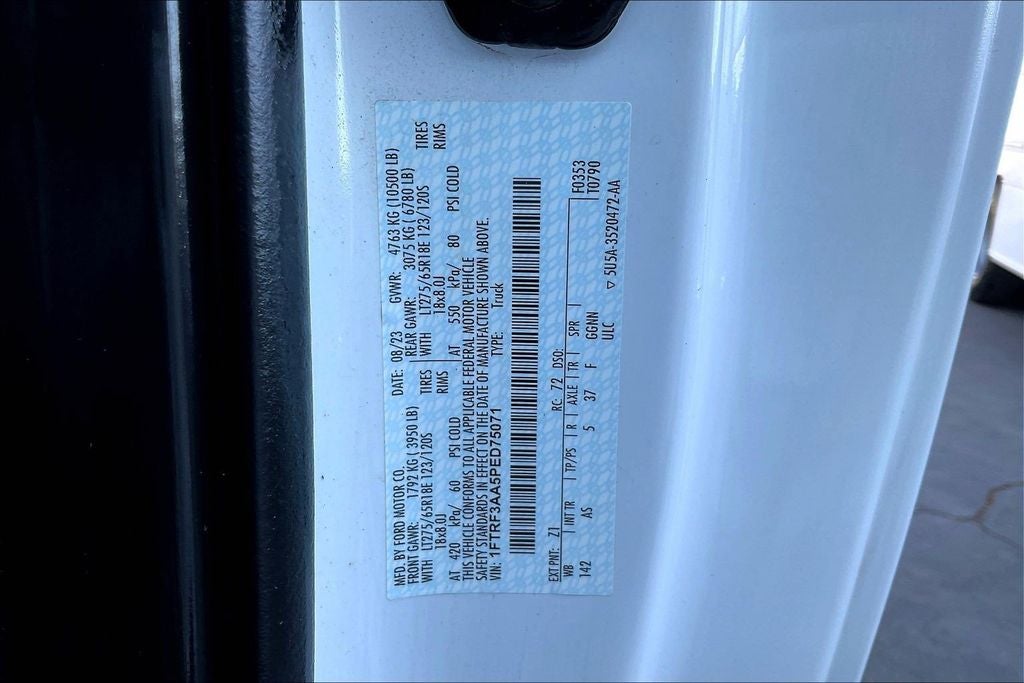 MFD. BY FORD MOTOR CO.
DATE: 08/23 GVWR: 4763 KG (10500 LB)
FRONT GAWR: 1792 KG ( 3950 LB) REAR GAWR: 3075 KG ( 6780 LB)
WITH LT275/65R18E 123/120S TIRES WITH LT275/65R18E 123/120S TIRES
18x8.0J RIMS 18x8.0J RIMS
AT 420 kPa/ 60 PSI COLD AT 550 kPa/ 80 PSI COLD
THIS VEHICLE CONFORMS TO ALL APPLICABLE FEDERAL MOTOR VEHICLE
SAFETY STANDARDS IN EFFECT ON THE DATE OF MANUFACTURE SHOWN ABOVE.
VIN: 1FTRF3AA5PED75071 TYPE: Truck
EXT PNT: Z1 RC: 72 DSO: F0353
WB INT TR TP/PS R AXLE TR SPR T0790
142 AS 5 37 F GGNN
ULC
▽ 5U5A-3520472-AA